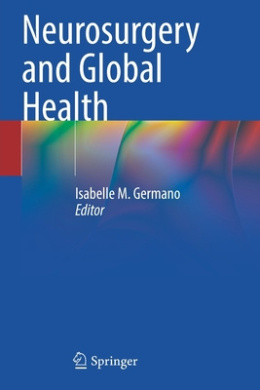 Neurosurgery
and Global
Health
Isabelle M. Germano
Editor
Springer